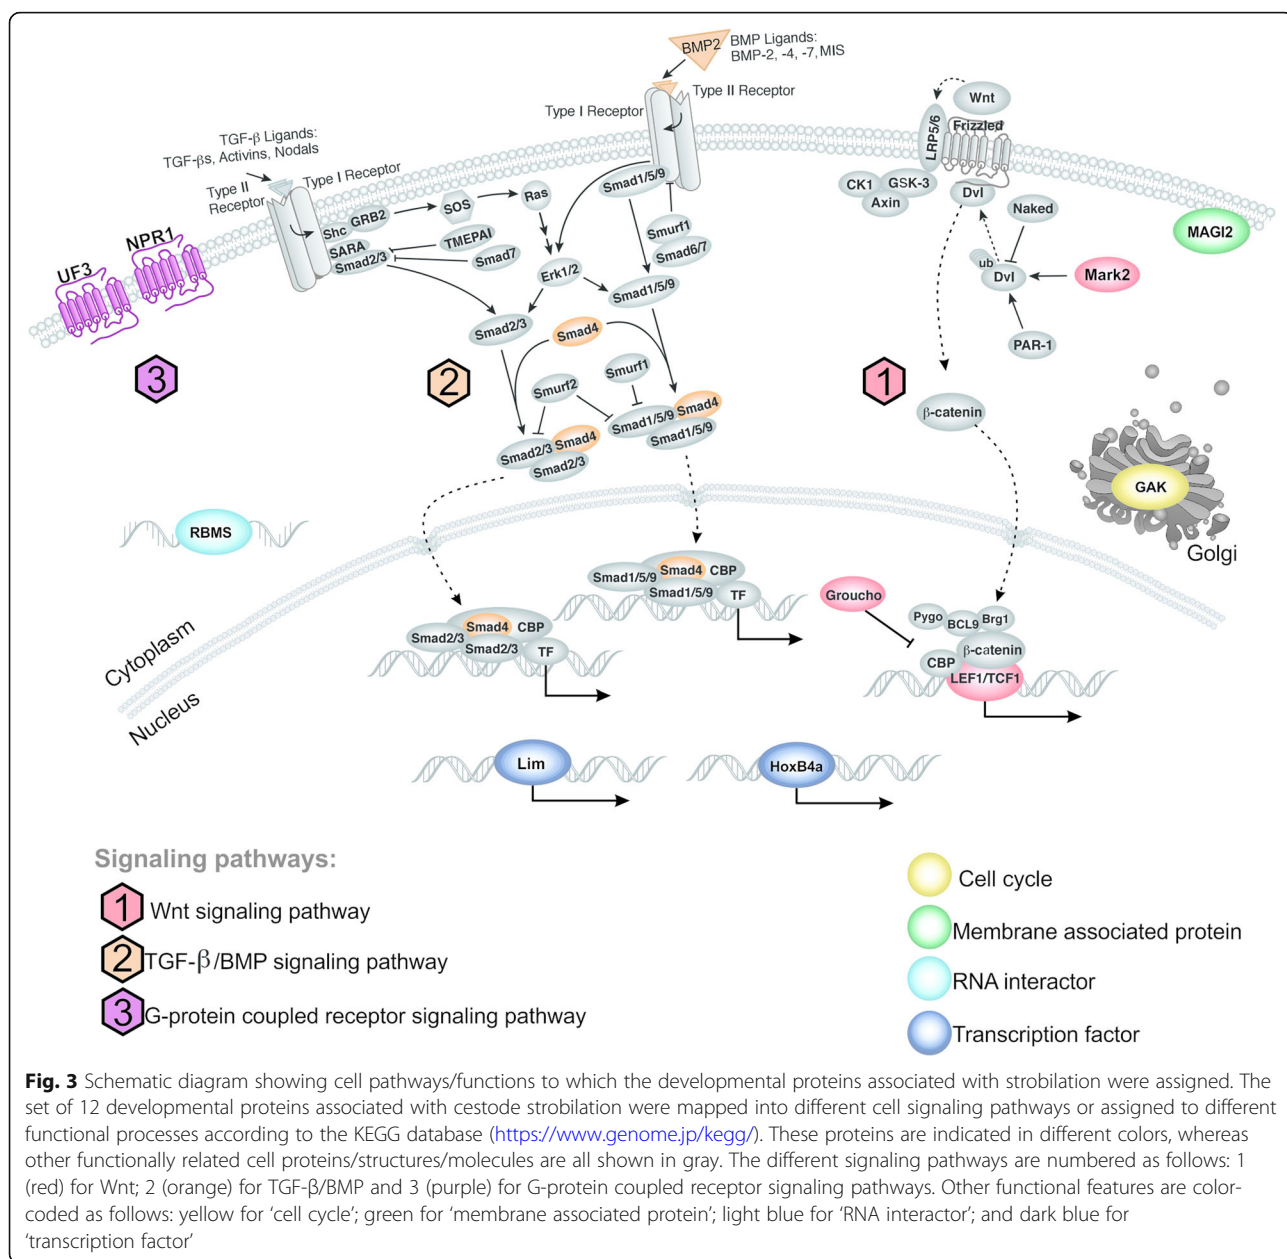 BMP2
BMP Ligands:
BMP-2, -4, -7, MIS
Type I Receptor
Type II Receptor
TGF-β Ligands:
TGF-βs, Activins, Nodals
Type II
Receptor
Type I Receptor
Wnt
Frizzled
LRP5/6
CK1
GSK-3
Axin
Dvl
Naked
MAGI2
ub
Dvl
Mark2
PAR-1
NPR1
UF3
Shc
GRB2
SOS
Ras
SARA
Smad2/3
TMEPAI
Smad7
Erk1/2
Smad1/5/9
Smurf1
Smad6/7
Smad1/5/9
Smad2/3
Smad4
3
2
1
Smurf2
Smurf1
Smad1/5/9
Smad4
Smad1/5/9
Smad2/3
Smad4
Smad2/3
β-catenin
GAK
Golgi
RBMS
Smad4
CBP
Smad1/5/9
Smad1/5/9
TF
Smad4
CBP
Smad2/3
Smad2/3
TF
Groucho
Pygo
BCL9
Brg1
β-catenin
CBP
LEF1/TCF1
Cytoplasm
Nucleus
Lim
HoxB4a
Signaling pathways:
1 Wnt signaling pathway
2 TGF-β/BMP signaling pathway
3 G-protein coupled receptor signaling pathway
Cell cycle
Membrane associated protein
RNA interactor
Transcription factor
Fig. 3 Schematic diagram showing cell pathways/functions to which the developmental proteins associated with strobilation were assigned. The
set of 12 developmental proteins associated with cestode strobilation were mapped into different cell signaling pathways or assigned to different
functional processes according to the KEGG database (https://www.genome.jp/kegg/). These proteins are indicated in different colors, whereas
other functionally related cell proteins/structures/molecules are all shown in gray. The different signaling pathways are numbered as follows: 1
(red) for Wnt; 2 (orange) for TGF-β/BMP and 3 (purple) for G-protein coupled receptor signaling pathways. Other functional features are color-
coded as follows: yellow for ‘cell cycle’; green for ‘membrane associated protein’; light blue for ‘RNA interactor’; and dark blue for
‘transcription factor’